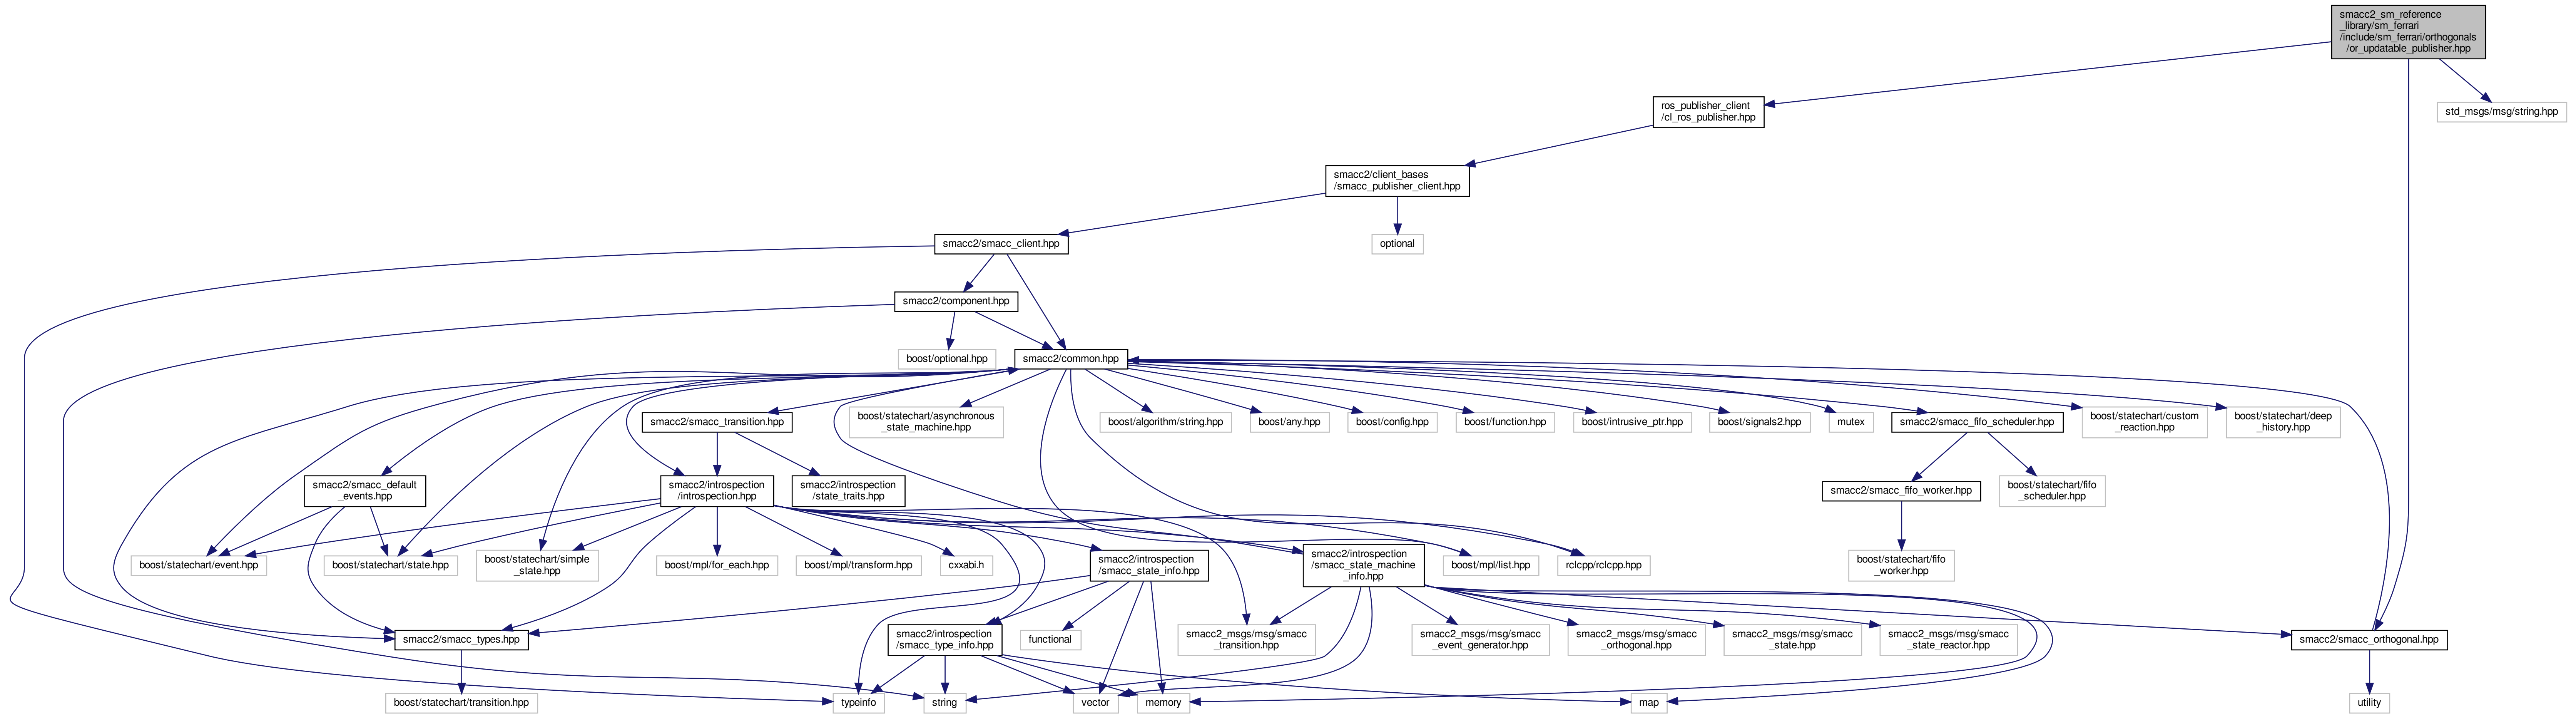 smacc2_sm_reference
_library/sm_ferrari
/include/sm_ferrari/orthogonals
/or_updatable_publisher.hpp
ros_publisher_client
/cl_ros_publisher.hpp
std_msgs/msg/string.hpp
smacc2/client_bases
/smacc_publisher_client.hpp
smacc2/smacc_client.hpp
optional
smacc2/component.hpp
boost/optional.hpp
smacc2/common.hpp
smacc2/smacc_transition.hpp
boost/statechart/asynchronous
_state_machine.hpp
boost/algorithm/string.hpp
boost/any.hpp
boost/config.hpp
boost/function.hpp
boost/intrusive_ptr.hpp
boost/signals2.hpp
mutex
smacc2/smacc_fifo_scheduler.hpp
boost/statechart/custom
_reaction.hpp
boost/statechart/deep
_history.hpp
smacc2/smacc_default
_events.hpp
smacc2/introspection
/introspection.hpp
smacc2/introspection
/state_traits.hpp
smacc2/smacc_fifo_worker.hpp
boost/statechart/fifo
_scheduler.hpp
boost/statechart/event.hpp
boost/statechart/state.hpp
boost/statechart/simple
_state.hpp
boost/mpl/for_each.hpp
boost/mpl/transform.hpp
cxxabi.h
smacc2/introspection
/smacc_state_info.hpp
smacc2/introspection
/smacc_state_machine
_info.hpp
boost/mpl/list.hpp
rclcpp/rclcpp.hpp
boost/statechart/fifo
_worker.hpp
smacc2/smacc_types.hpp
smacc2/introspection
/smacc_type_info.hpp
functional
smacc2_msgs/msg/smacc
_transition.hpp
smacc2_msgs/msg/smacc
_event_generator.hpp
smacc2_msgs/msg/smacc
_orthogonal.hpp
smacc2_msgs/msg/smacc
_state.hpp
smacc2_msgs/msg/smacc
_state_reactor.hpp
smacc2/smacc_orthogonal.hpp
boost/statechart/transition.hpp
typeinfo
string
vector
memory
map
utility